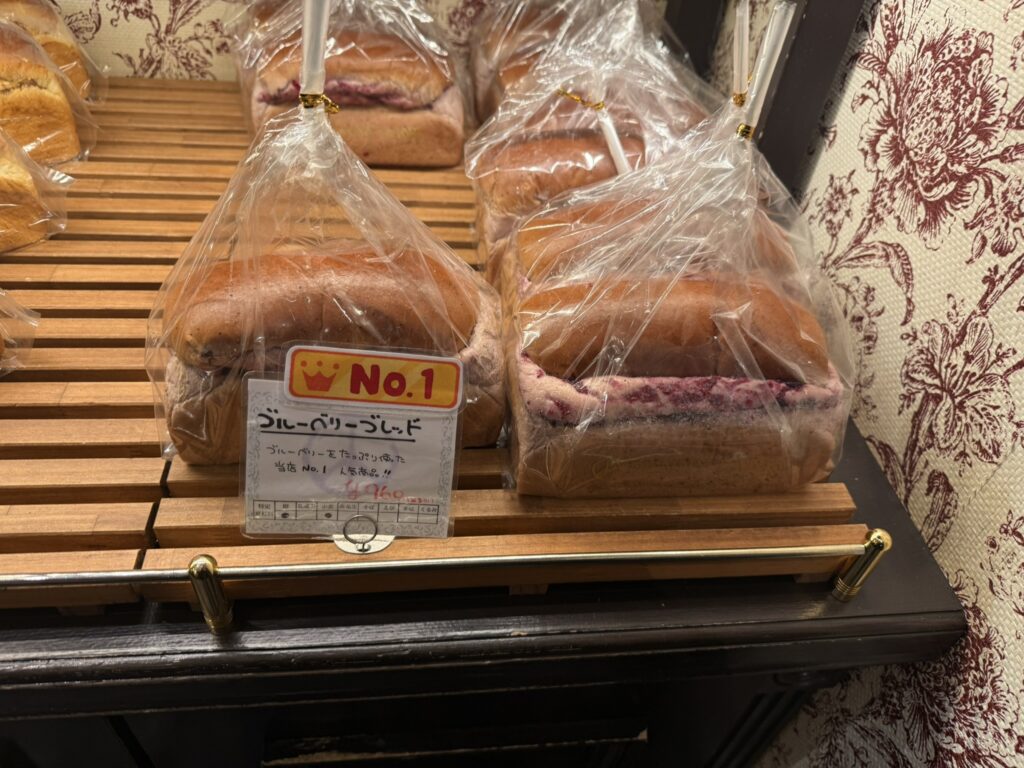 No.1
ブルーベリーブレッド
ブルーベリーをたっぷり使った
当店 No.1 人気商品!!
¥960